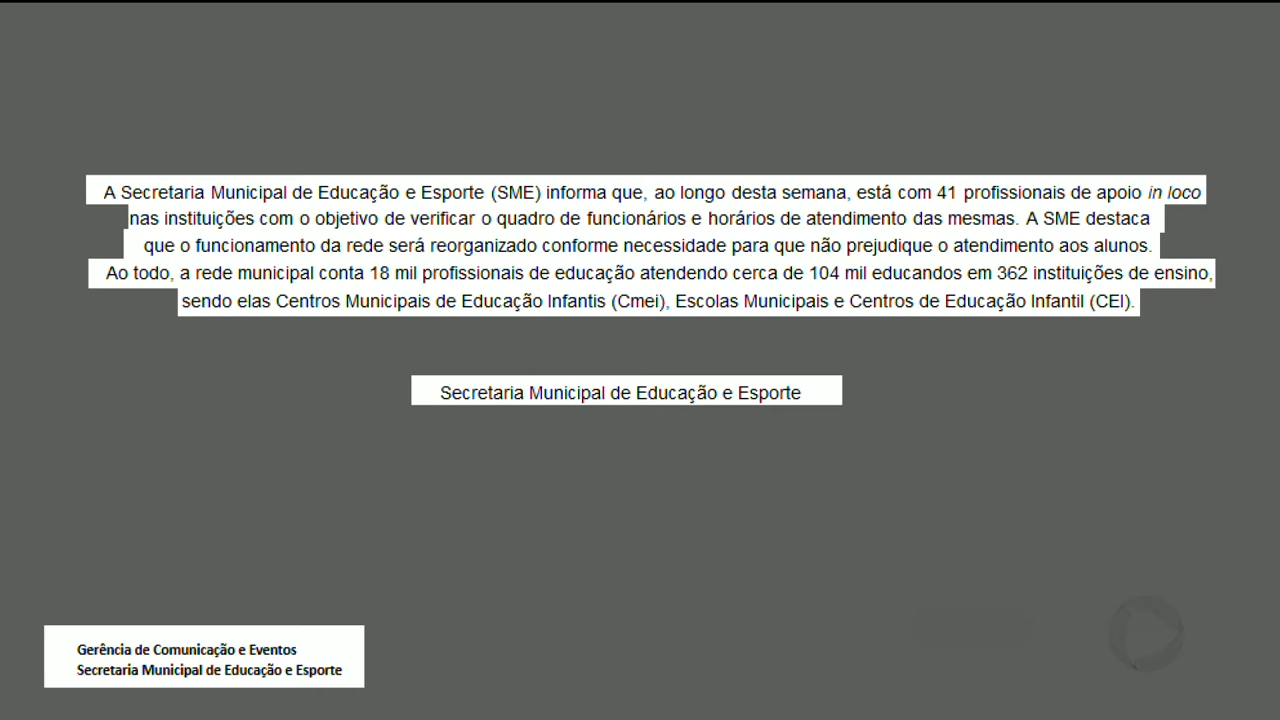 A Secretaria Municipal de Educação e Esporte (SME) informa que, ao longo desta semana, está com 41 profissionais de apoio in loco
nas instituições com o objetivo de verificar o quadro de funcionários e horários de atendimento das mesmas. A SME destaca
que o funcionamento da rede será reorganizado conforme necessidade para que não prejudique o atendimento aos alunos.
Ao todo, a rede municipal conta 18 mil profissionais de educação atendendo cerca de 104 mil educandos em 362 instituições de ensino,
sendo elas Centros Municipais de Educação Infantis (Cmei), Escolas Municipais e Centros de Educação Infantil (CEI).
Secretaria Municipal de Educação e Esporte
Gerência de Comunicação e Eventos
Secretaria Municipal de Educação e Esporte